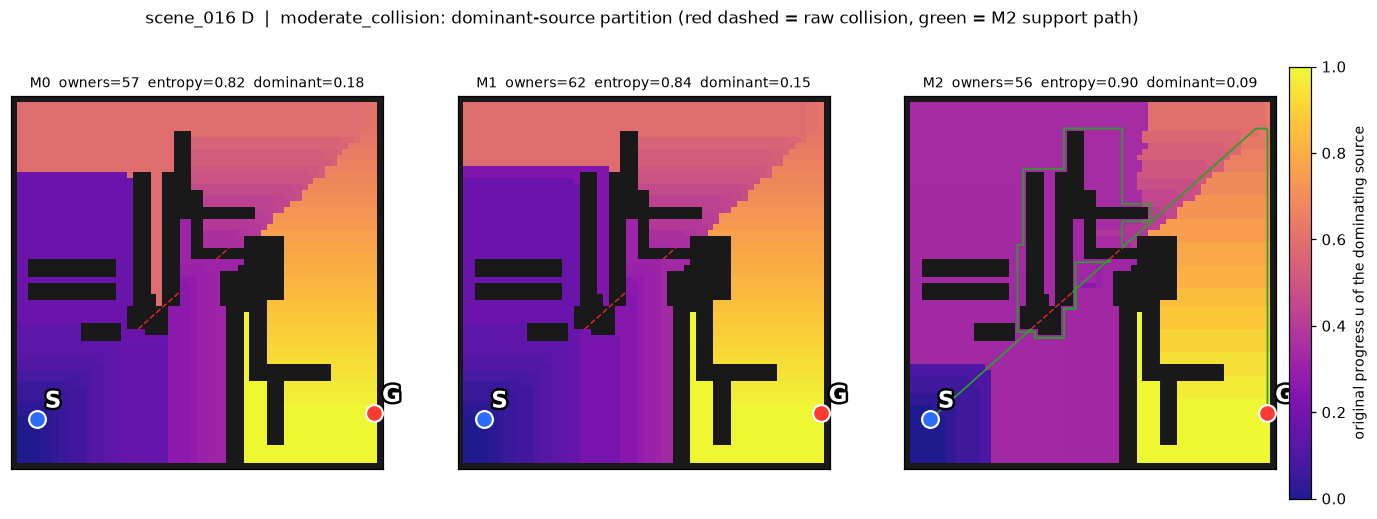 scene_016 D | moderate_collision: dominant-source partition (red dashed = raw collision, green = M2 support path)
M0 owners=57 entropy=0.82 dominant=0.18
M1 owners=62 entropy=0.84 dominant=0.15
M2 owners=56 entropy=0.90 dominant=0.09
S
G
S
G
S
G
1.0
0.8
0.6
0.4
0.2
0.0
original progress u of the dominating source